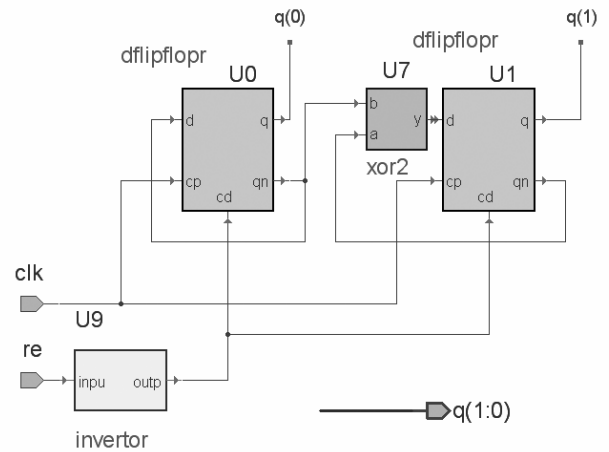 q(0)
q(1)
dflipflopr
dflipflopr
U0
U7
U1
d
q
b
y
d
q
a
cp
qn
xor2
cp
qn
cd
cd
clk
U9
re
inpu
outp
q(1:0)
invertor